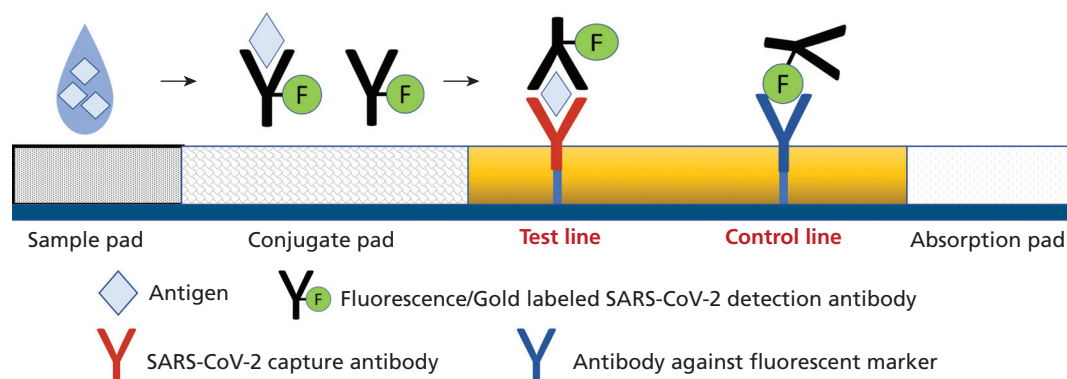 F
F
F
F
Sample pad
Conjugate pad
Test line
Control line
Absorption pad
Antigen
F
Fluorescence/Gold labeled SARS-CoV-2 detection antibody
SARS-CoV-2 capture antibody
Antibody against fluorescent marker